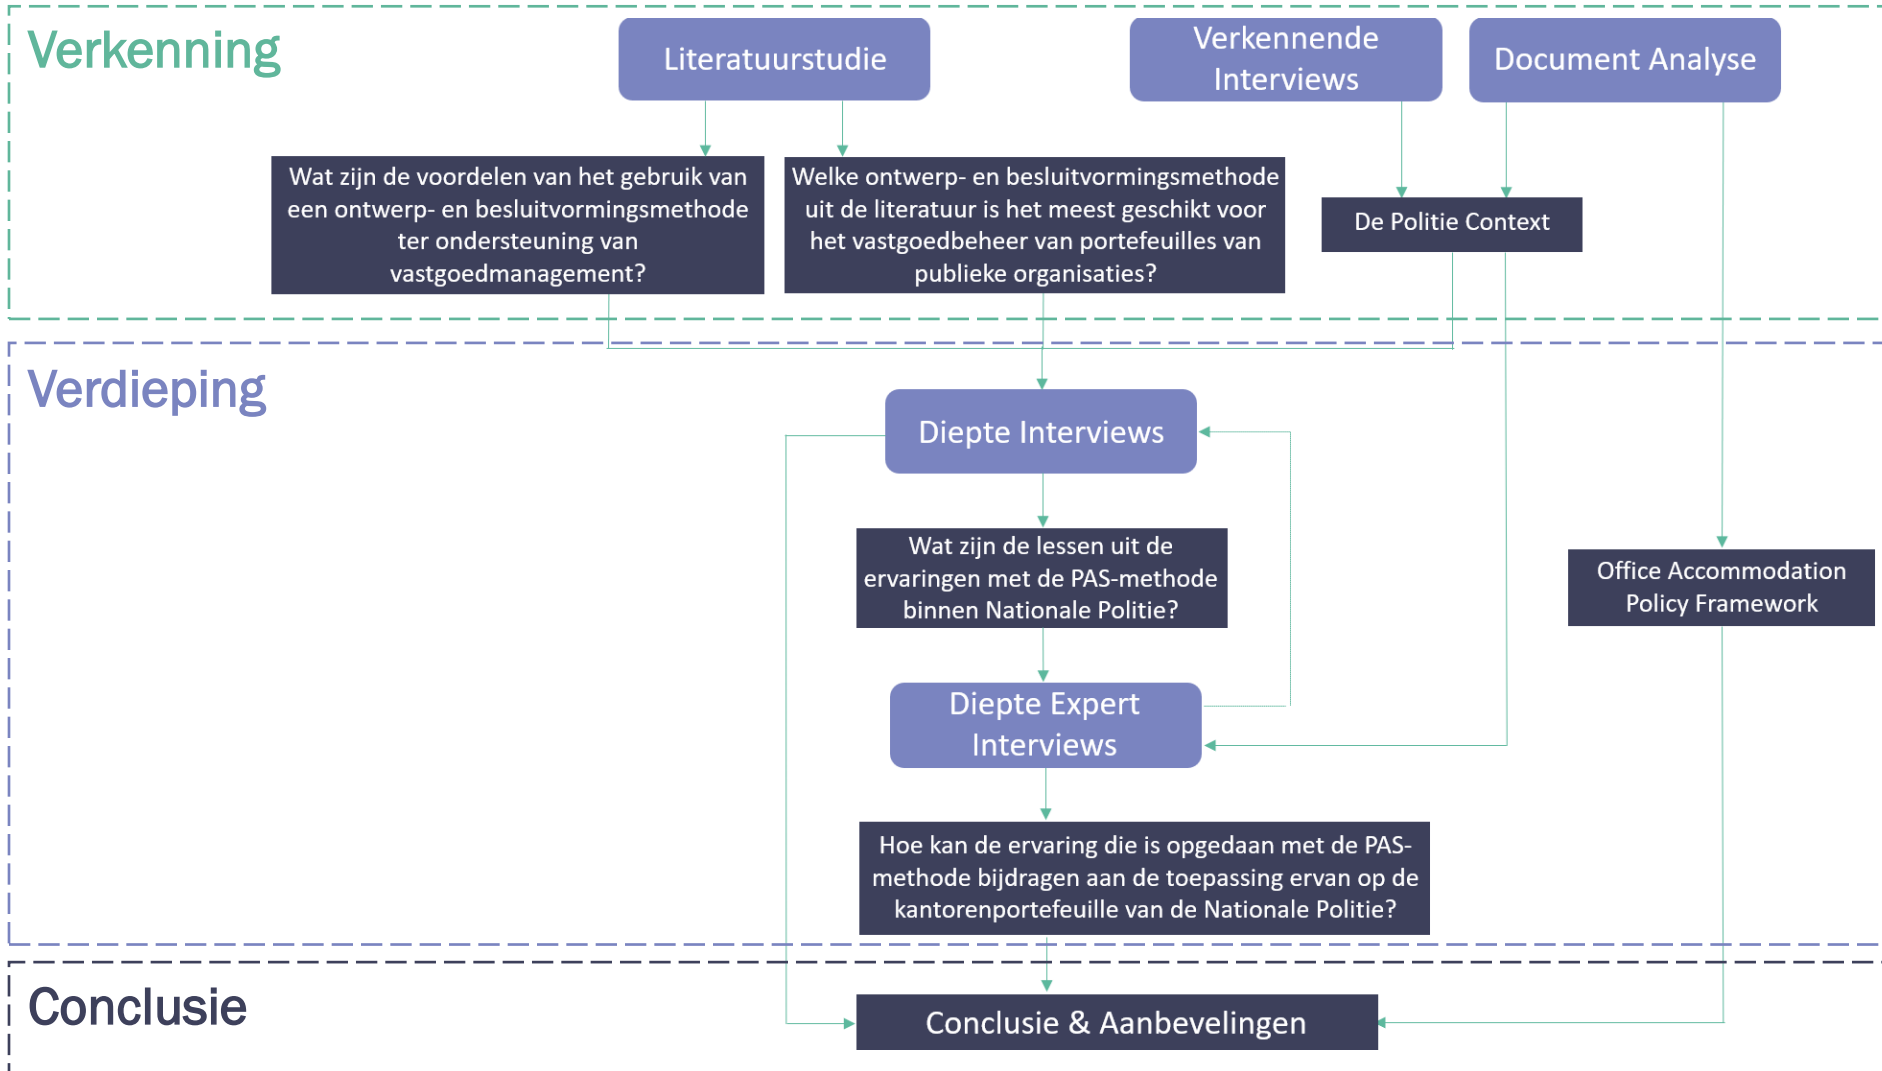 Verkenning
Literatuurstudie
Verkennende
Interviews
Document Analyse
Wat zijn de voordelen van het gebruik van
een ontwerp- en besluitvormingsmethode
ter ondersteuning van
vastgoedmanagement?
Welke ontwerp- en besluitvormingsmethode
uit de literatuur is het meest geschikt voor
het vastgoedbeheer van portefeuilles van
publieke organisaties?
De Politie Context
Verdieping
Diepte Interviews
Wat zijn de lessen uit de
ervaringen met de PAS-methode
binnen Nationale Politie?
Office Accommodation
Policy Framework
Diepte Expert
Interviews
Hoe kan de ervaring die is opgedaan met de PAS-
methode bijdragen aan de toepassing ervan op de
kantorenportefeuille van de Nationale Politie?
Conclusie
Conclusie & Aanbevelingen